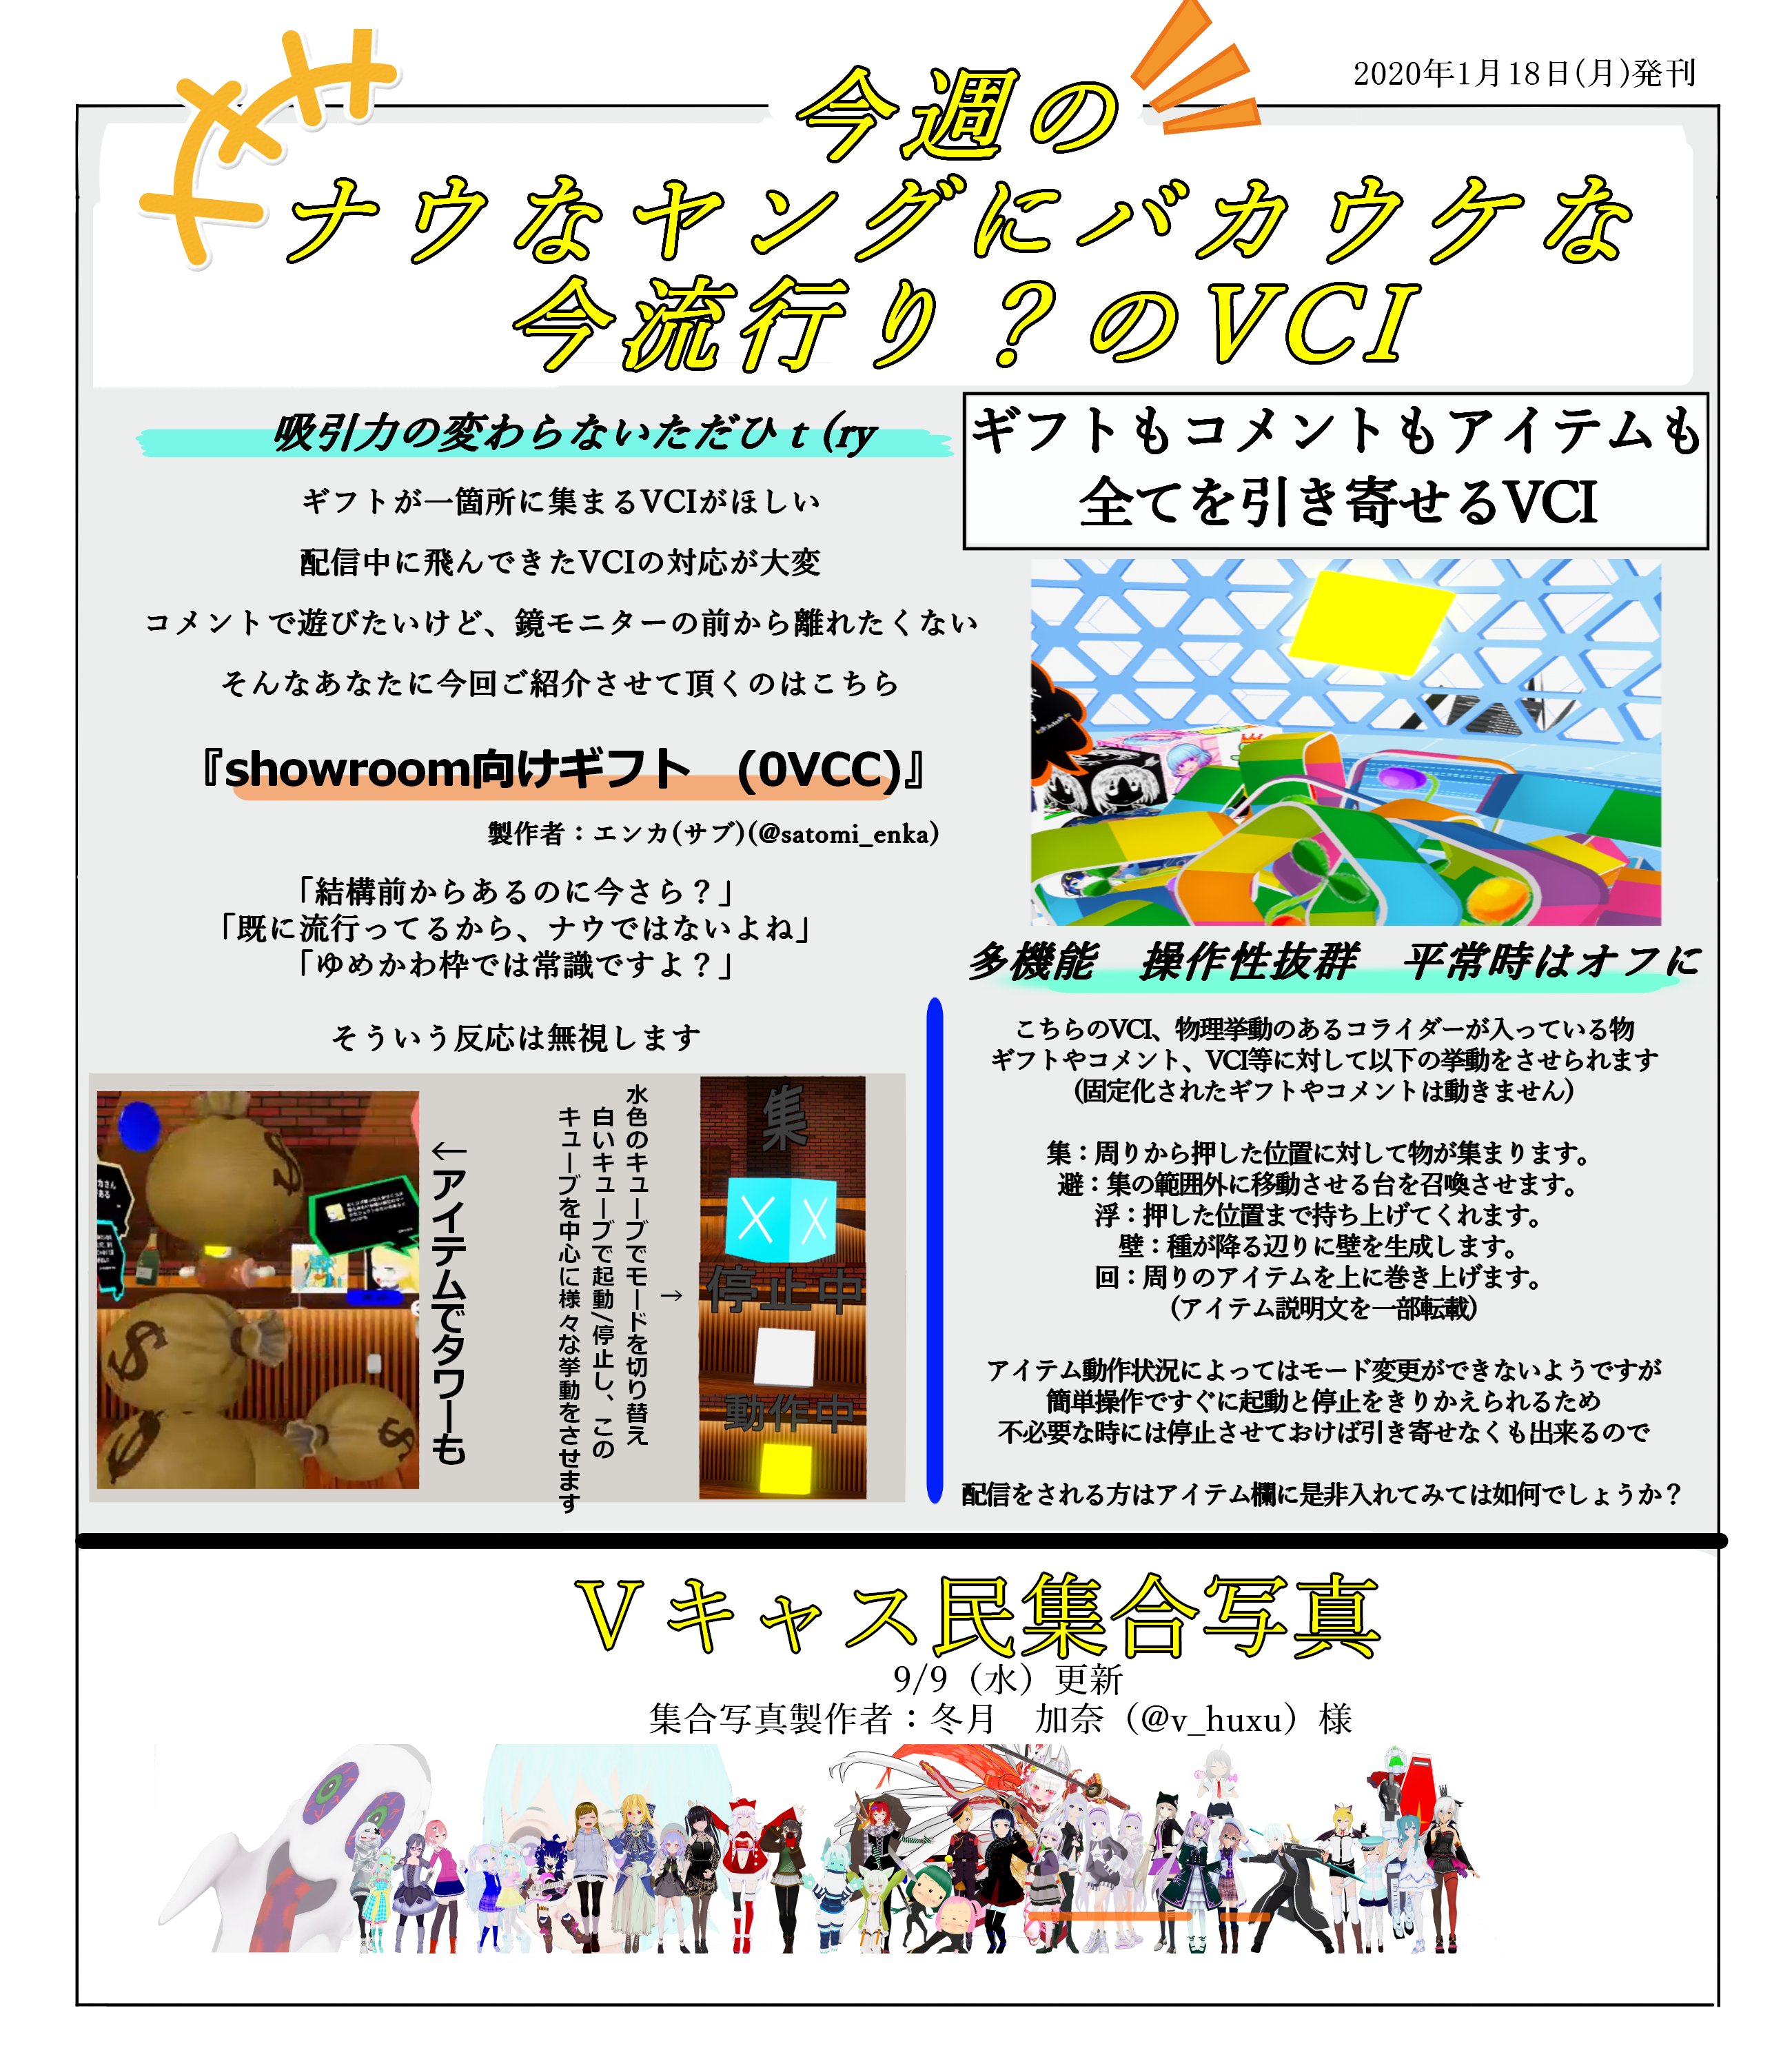 2020年1月18日(月)発刊
今週の
ナウなヤングにバカウケな
今流行り？のVCI
吸引力の変わらないただひｔ(ry
ギフトが一箇所に集まるVCIがほしい
配信中に飛んできたVCIの対応が大変
コメントで遊びたいけど、鏡モニターの前から離れたくない
そんなあなたに今回ご紹介させて頂くのはこちら
『showroom向けギフト　(0VCC)』
製作者：エンカ(サブ)(@satomi_enka)
「結構前からあるのに今さら？」
「既に流行ってるから、ナウではないよね」
「ゆめかわ枠では常識ですよ？」
そういう反応は無視します
←アイテムでタワーも
水色のキューブでモードを切り替え
白いキューブで起動/停止し、この
キューブを中心に様々な挙動をさせます
→
集
停止中
動作中
ギフトもコメントもアイテムも
全てを引き寄せるVCI
多機能　操作性抜群　平常時はオフに
こちらのVCI、物理挙動のあるコライダーが入っている物
ギフトやコメント、VCI等に対して以下の挙動をさせられます
(固定化されたギフトやコメントは動きません)
集：周りから押した位置に対して物が集まります。
避：集の範囲外に移動させる台を召喚させます。
浮：押した位置まで持ち上げてくれます。
壁：種が降る辺りに壁を生成します。
回：周りのアイテムを上に巻き上げます。
(アイテム説明文を一部転載)
アイテム動作状況によってはモード変更ができないようですが
簡単操作ですぐに起動と停止をきりかえられるため
不必要な時には停止させておけば引き寄せなくも出来るので
配信をされる方はアイテム欄に是非入れてみては如何でしょうか？
Ｖキャス民集合写真
9/9（水）更新
集合写真製作者：冬月　加奈（@v_huxu）様